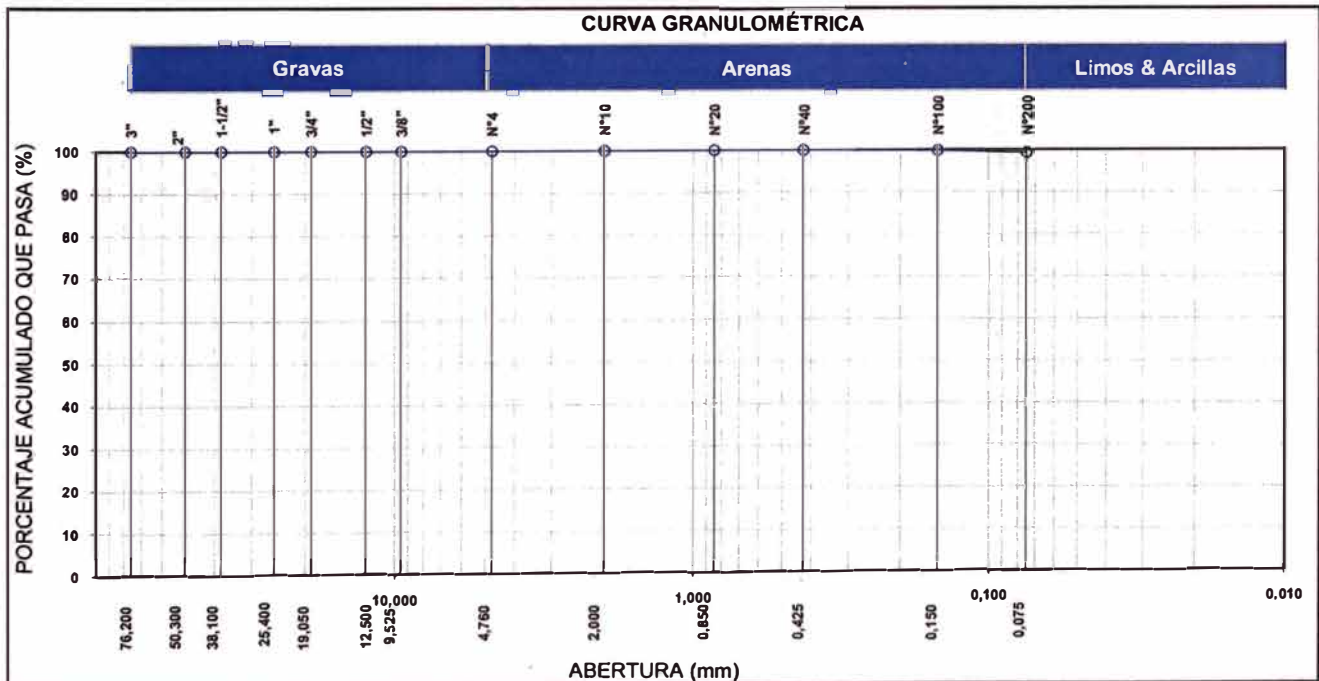 CURVA GRANULOMÉTRICA
Gravas Arenas Limos & Arcillas
3" 2" 1-1/2" 1" 3/4" 1/2" 3/8" N°4 N°10 N°20 N°40 N°100 N°200
PORCENTAJE ACUMULADO QUE PASA (%)
100
90
80
70
60
50
40
30
20
10
0
10,000 1,000 0,100 0,010
76,200 50,300 38,100 25,400 19,050 12,500 9,525 4,760 2,000 0,850 0,425 0,150 0,075
ABERTURA (mm)